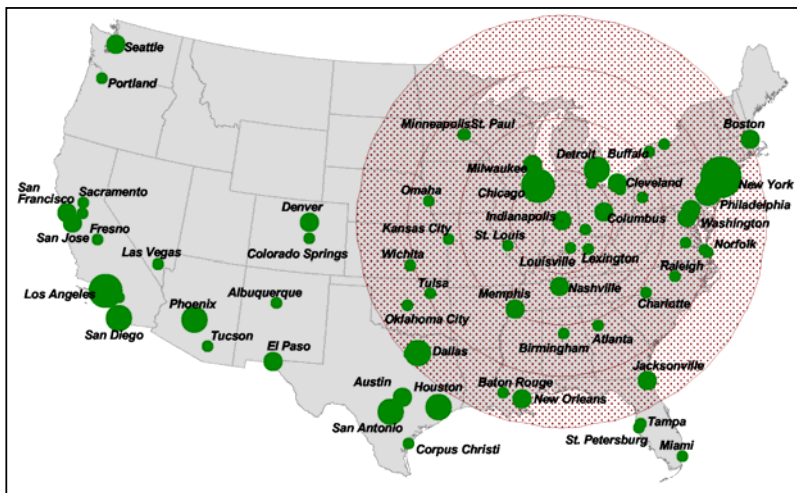 Seattle
Portland
Minneapolis St. Paul
Boston
Detroit
Buffalo
Milwaukee
Chicago
Cleveland
New York
San
Francisco
Sacramento
Omaha
Philadelphia
Denver
Indianapolis
Columbus
Washington
San Jose
Fresno
Kansas City
St. Louis
Norfolk
Las Vegas
Colorado Springs
Wichita
Louisville
Lexington
Raleigh
Los Angeles
Albuquerque
Tulsa
Memphis
Nashville
Charlotte
Phoenix
San Diego
Tucson
Oklahoma City
Birmingham
Atlanta
El Paso
Dallas
Jacksonville
Austin
Houston
Baton Rouge
New Orleans
San Antonio
Tampa
St. Petersburg
Miami
Corpus Christi